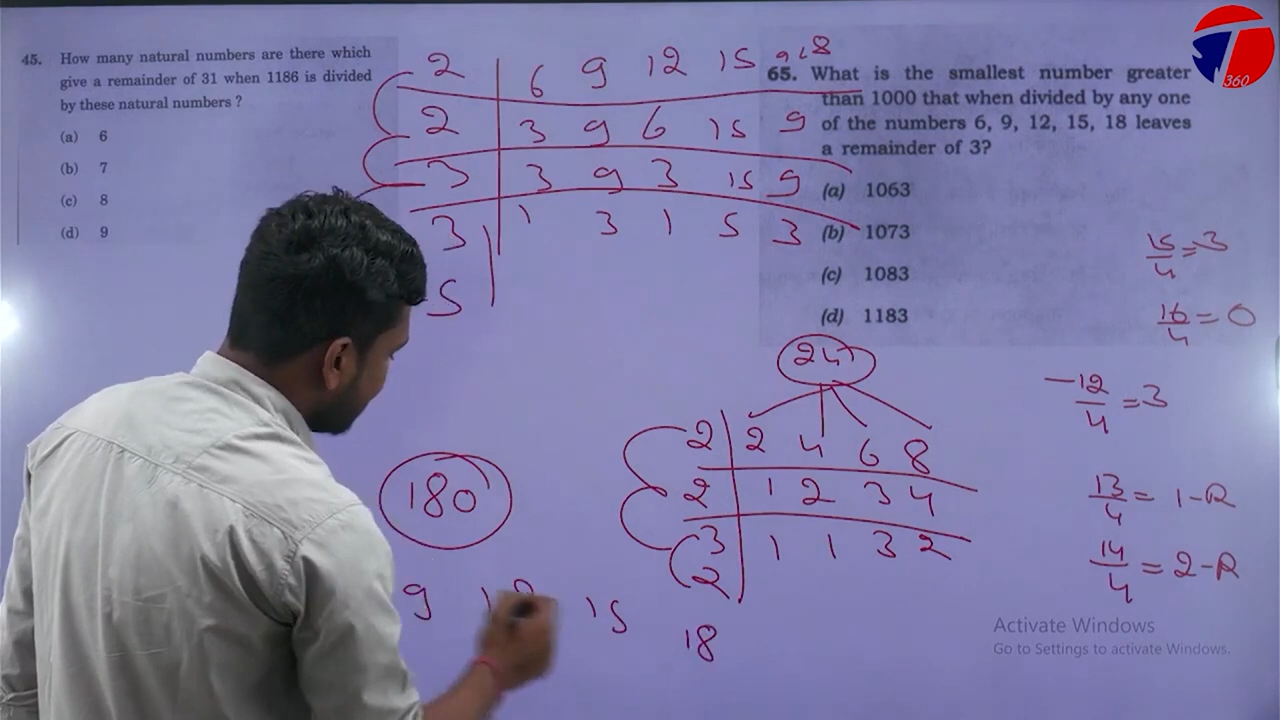 45. How many natural numbers are there which
give a remainder of 31 when 1186 is divided
by these natural numbers ?
(a) 6
(b) 7
(c) 8
(d) 9
2 6 9 12 15 18
2 3 9 6 15 9
3 3 9 3 15 9
3 1 3 1 5 3
5
65. What is the smallest number greater
than 1000 that when divided by any one
of the numbers 6, 9, 12, 15, 18 leaves
a remainder of 3?
(a) 1063
(b) 1073
(c) 1083
(d) 1183
15/4 = 3
16/4 = 0
-12/4 = 3
13/4 = 1-R
14/4 = 2-R
24
2 2 4 6 8
2 1 2 3 4
3 1 1 3 2
2
180
9 12 15 18
T
360
Activate Windows
Go to Settings to activate Windows.